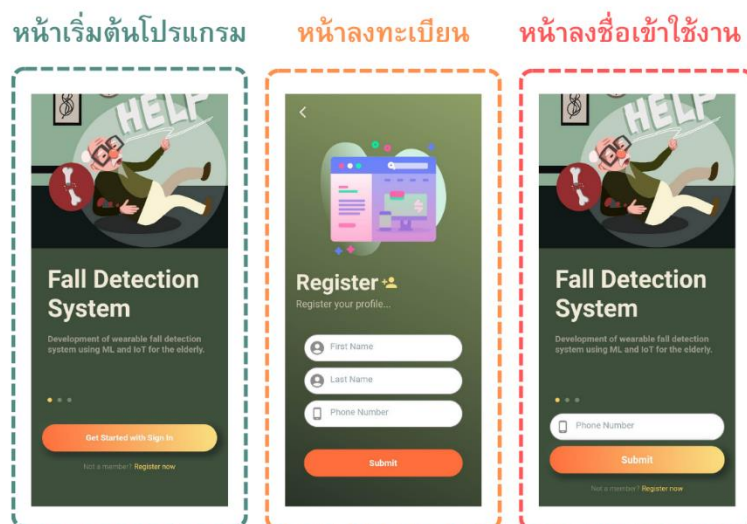 หน้าเริ่มต้นโปรแกรม
HELP
Fall Detection
System
Development of wearable fall detection
system using ML and IoT for the elderly.
Get Started with Sign In
Not a member? Register now
หน้าลงทะเบียน
Register
Register your profile...
First Name
Last Name
Phone Number
Submit
หน้าลงชื่อเข้าใช้งาน
HELP
Fall Detection
System
Development of wearable fall detection
system using ML and IoT for the elderly.
Phone Number
Submit
Not a member? Register now